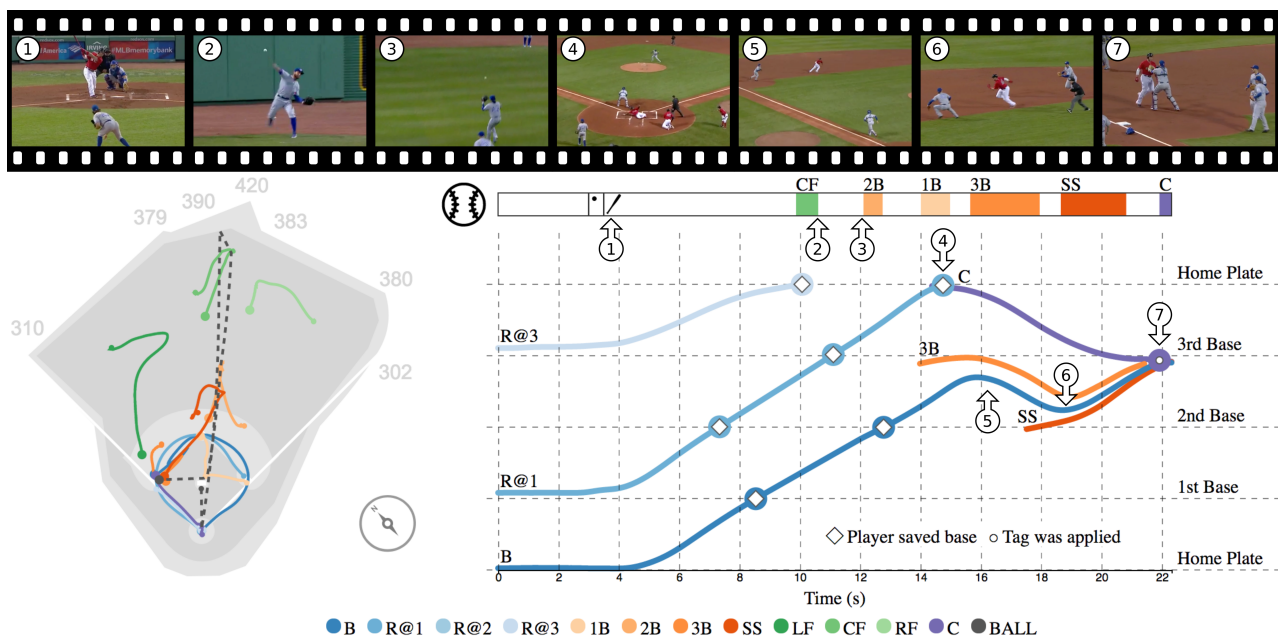 1
2
3
4
5
6
7
#MLBmemorybank
420
390
379
383
380
310
302
N
CF
2B
1B
3B
SS
C
1
2
3
4
C
Home Plate
R@3
3B
7
3rd Base
6
5
SS
2nd Base
R@1
1st Base
Player saved base
Tag was applied
B
Home Plate
0 2 4 6 8 10 12 14 16 18 20 22
Time (s)
B R@1 R@2 R@3 1B 2B 3B SS LF CF RF C BALL